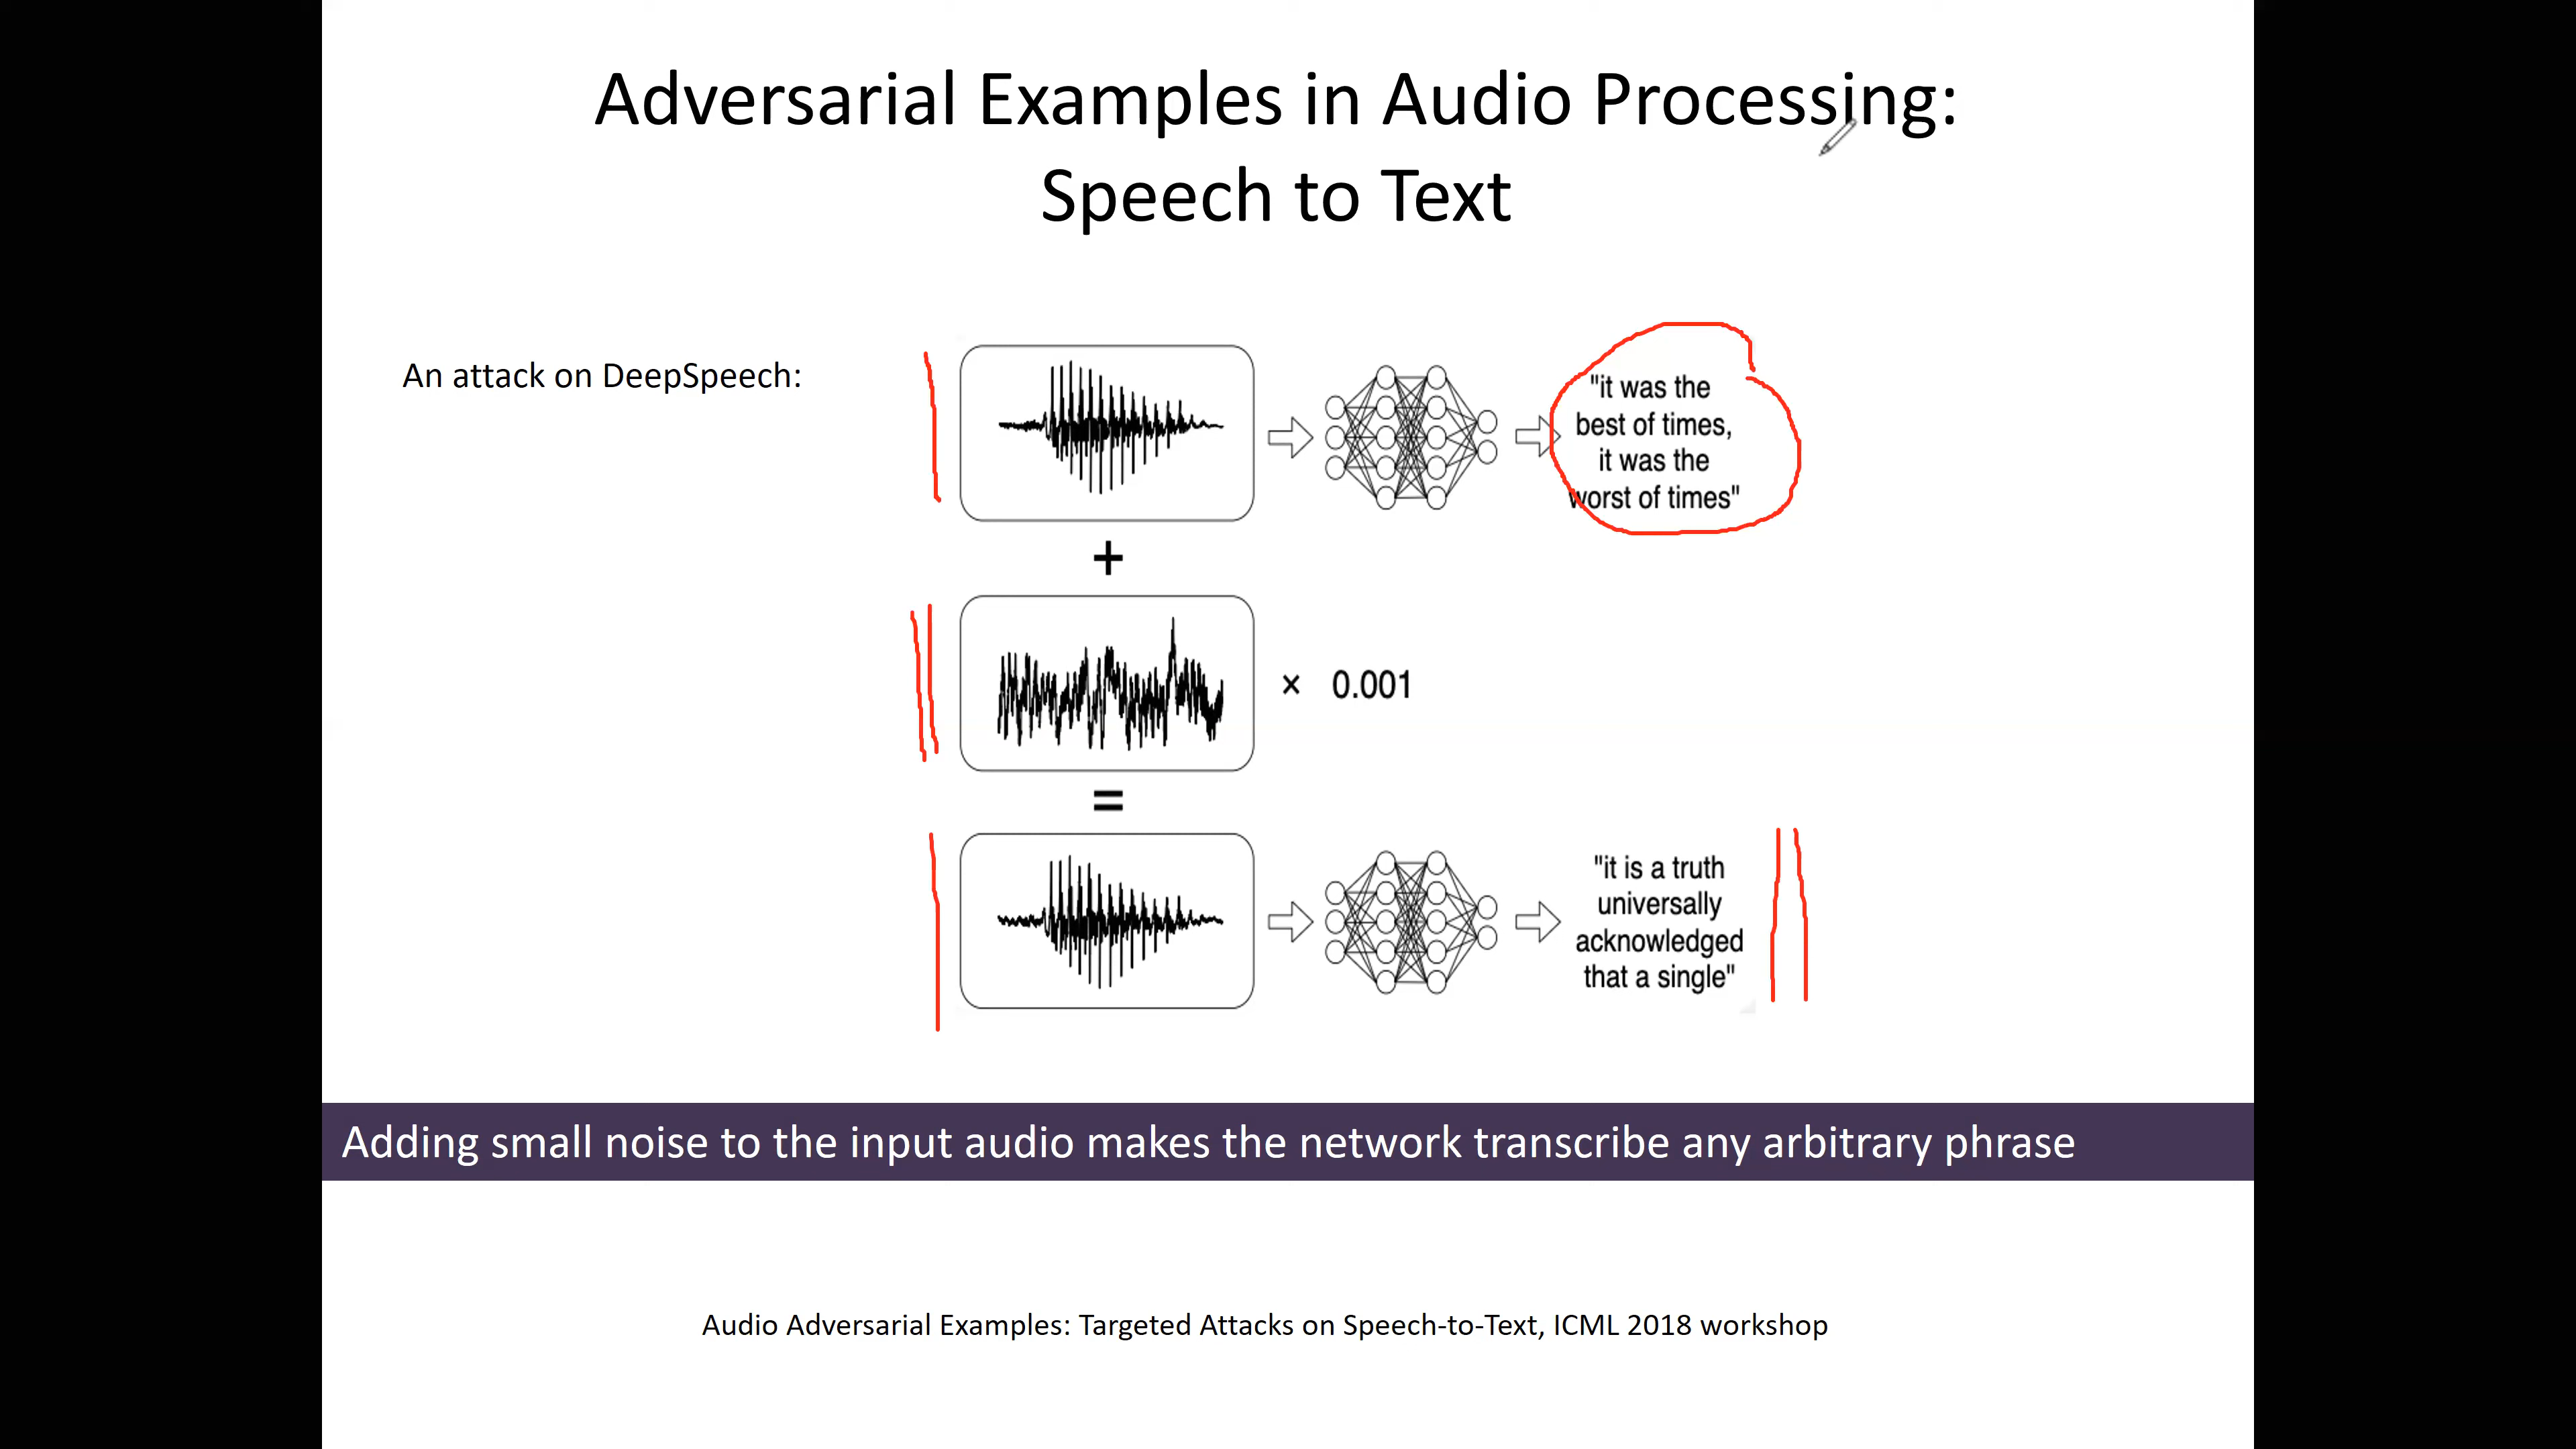 Adversarial Examples in Audio Processing:
Speech to Text
An attack on DeepSpeech:
"it was the
best of times,
it was the
worst of times"
+
× 0.001
=
"it is a truth
universally
acknowledged
that a single"
Adding small noise to the input audio makes the network transcribe any arbitrary phrase
Audio Adversarial Examples: Targeted Attacks on Speech-to-Text, ICML 2018 workshop